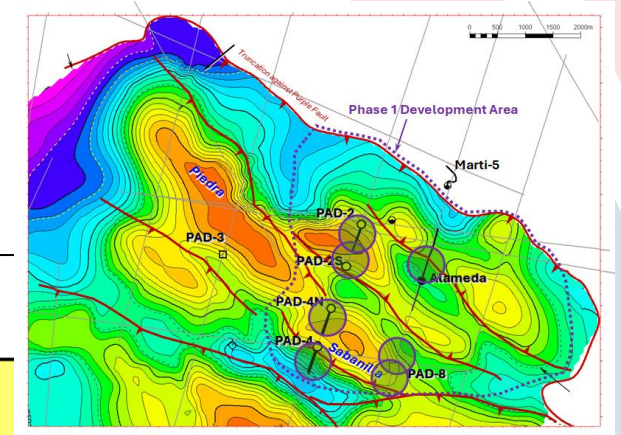 0 500 1000 1500 2000m
Truncation against Purple Fault
Phase 1 Development Area
Marti-5
Piedra
PAD-2
PAD-3
PAD-2S
Alameda
PAD-4N
PAD-4
Sabanilla
PAD-8